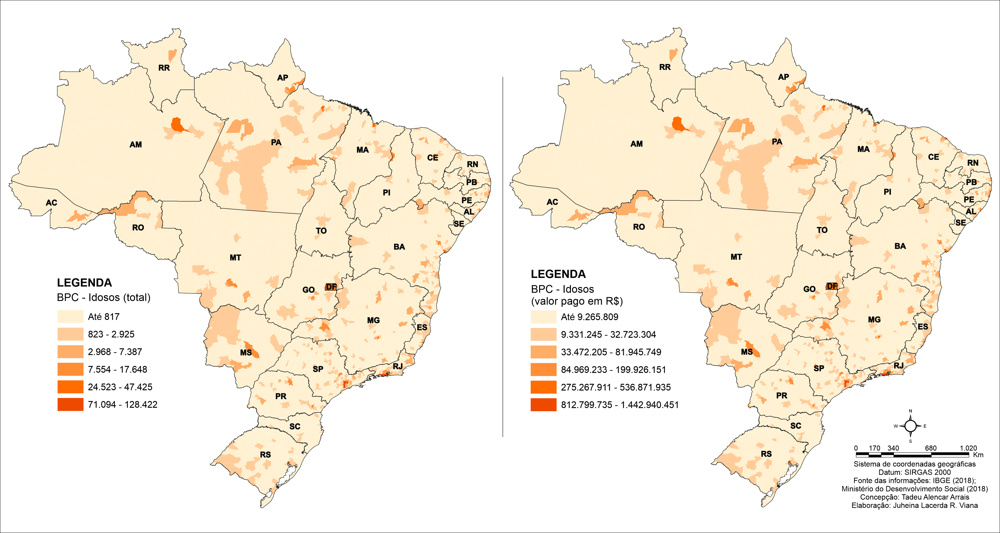 RR
AP
AM
PA
MA
CE
RN
PB
PE
AL
SE
PI
AC
RO
TO
BA
MT
GO
DF
MG
ES
MS
SP
RJ
PR
SC
RS
LEGENDA
BPC - Idosos (total)
Até 817
823 - 2.925
2.968 - 7.387
7.554 - 17.648
24.523 - 47.425
71.094 - 128.422
RR
AP
AM
PA
MA
CE
RN
PB
PE
AL
SE
PI
AC
RO
TO
BA
MT
GO
DF
MG
ES
MS
SP
RJ
PR
SC
RS
LEGENDA
BPC - Idosos
(valor pago em R$)
Até 9.265.809
9.331.245 - 32.723.304
33.472.205 - 81.945.749
84.969.233 - 199.926.151
275.267.911 - 536.871.935
812.799.735 - 1.442.940.451
N
W E
S
0 170 340 680 1.020
Km
Sistema de coordenadas geográficas
Datum: SIRGAS 2000
Fonte das informações: IBGE (2018);
Ministério do Desenvolvimento Social (2018)
Concepção: Tadeu Alencar Arrais
Elaboração: Juheina Lacerda R. Viana